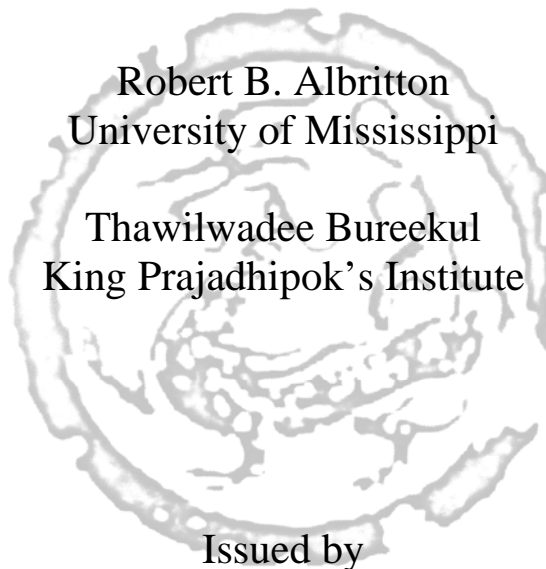 Robert B. Albritton
University of Mississippi
Thawilwadee Bureekul
King Prajadhipok’s Institute
Issued by